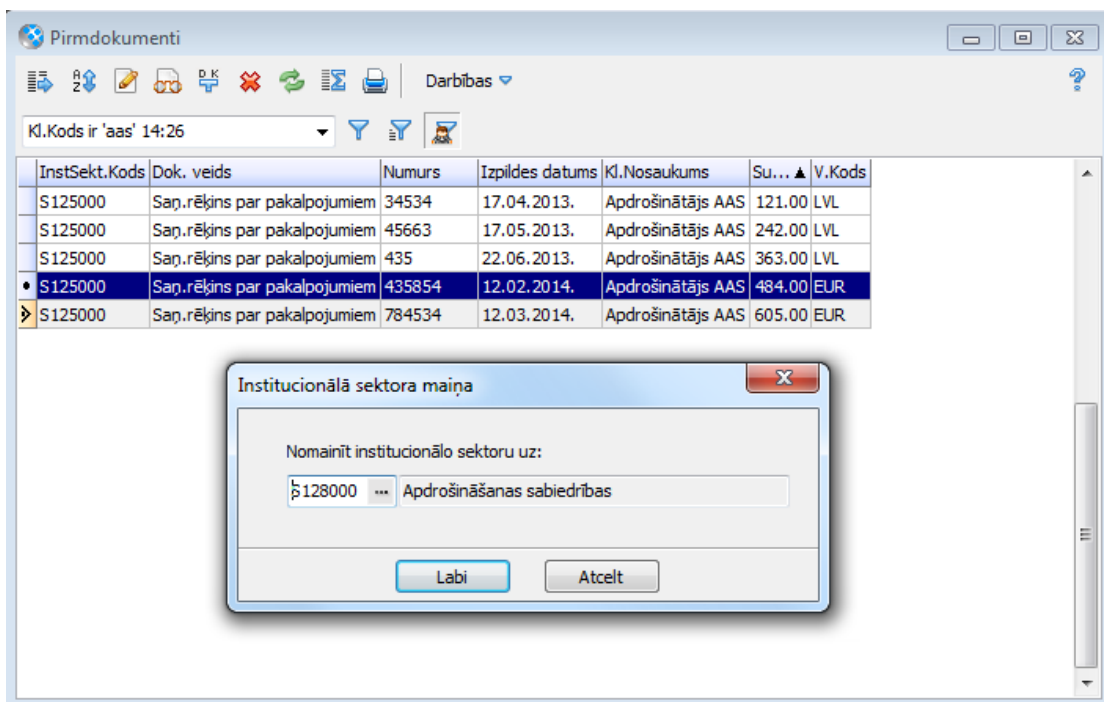 Pirmdokumenti
Darbības
Kl.Kods ir 'aas' 14:26
InstSekt.Kods Dok. veids Numurs Izpildes datums Kl.Nosaukums Su... V.Kods
S125000 Saņ.rēķins par pakalpojumiem 34534 17.04.2013. Apdrošinātājs AAS 121.00 LVL
S125000 Saņ.rēķins par pakalpojumiem 45663 17.05.2013. Apdrošinātājs AAS 242.00 LVL
S125000 Saņ.rēķins par pakalpojumiem 435 22.06.2013. Apdrošinātājs AAS 363.00 LVL
S125000 Saņ.rēķins par pakalpojumiem 435854 12.02.2014. Apdrošinātājs AAS 484.00 EUR
S125000 Saņ.rēķins par pakalpojumiem 784534 12.03.2014. Apdrošinātājs AAS 605.00 EUR
Institucionālā sektora maiņa
Nomainīt institucionālo sektoru uz:
S128000 ... Apdrošināšanas sabiedrības
Labi Atcelt